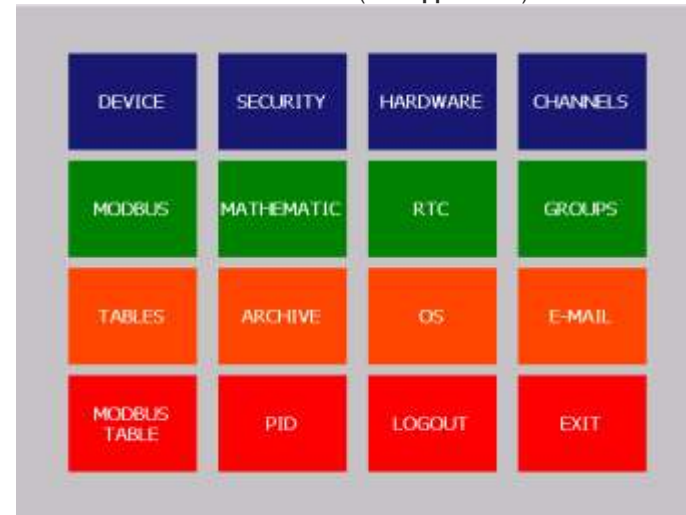 DEVICE
SECURITY
HARDWARE
CHANNELS
MODBUS
MATHEMATIC
RTC
GROUPS
TABLES
ARCHIVE
OS
E-MAIL
MODBUS
TABLE
PID
LOGOUT
EXIT